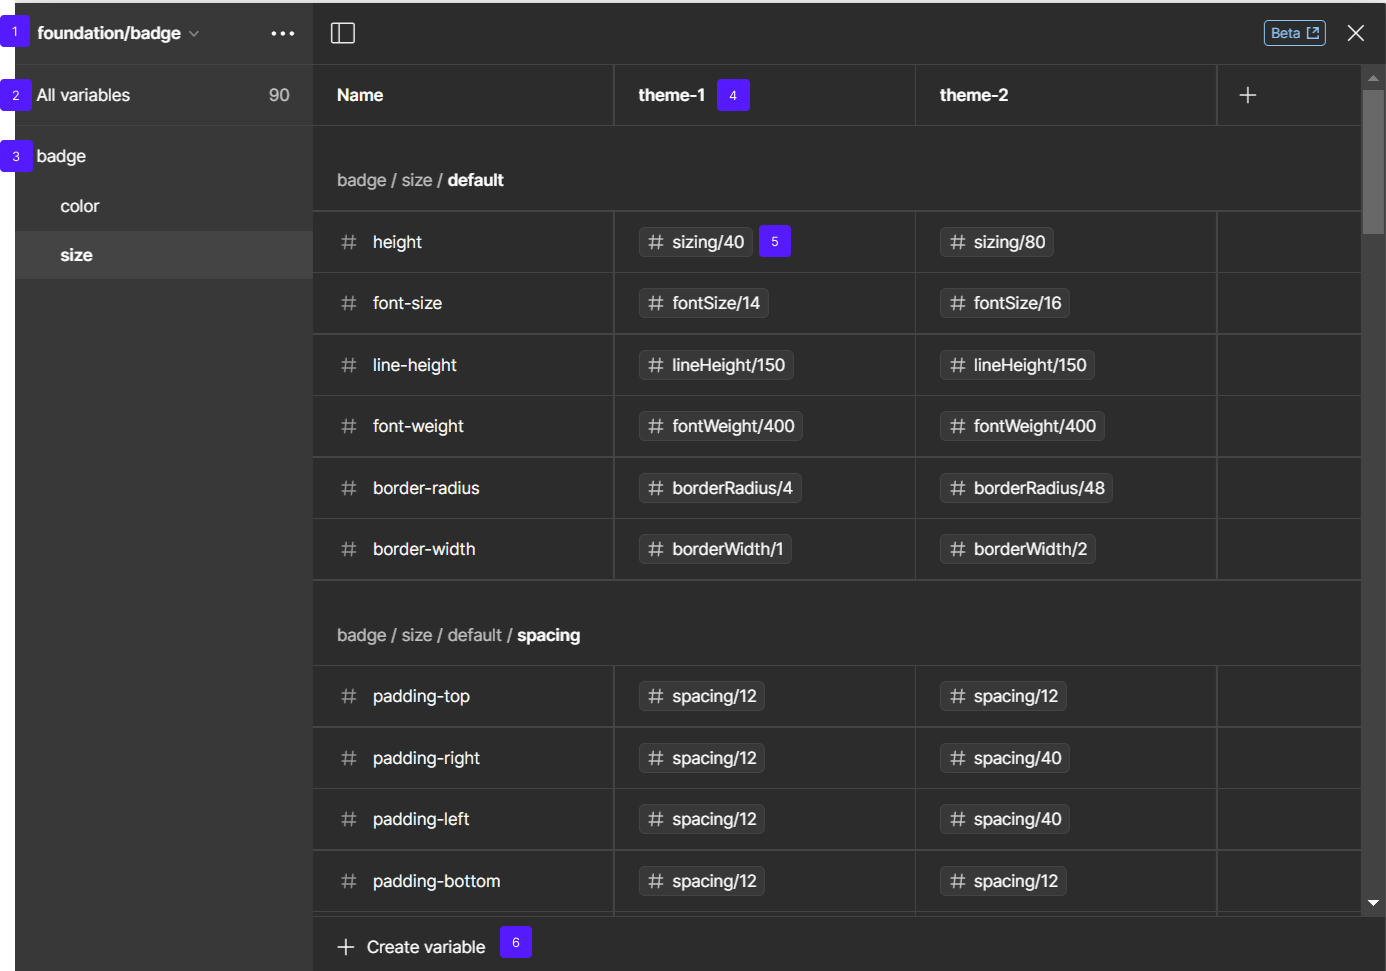 1 foundation/badge ••• Beta
2 All variables 90 Name theme-1 4 theme-2 +
3 badge
badge / size / default
color
# height # sizing/40 5 # sizing/80
size
# font-size # fontSize/14 # fontSize/16
# line-height # lineHeight/150 # lineHeight/150
# font-weight # fontWeight/400 # fontWeight/400
# border-radius # borderRadius/4 # borderRadius/48
# border-width # borderWidth/1 # borderWidth/2
badge / size / default / spacing
# padding-top # spacing/12 # spacing/12
# padding-right # spacing/12 # spacing/40
# padding-left # spacing/12 # spacing/40
# padding-bottom # spacing/12 # spacing/12
+ Create variable 6